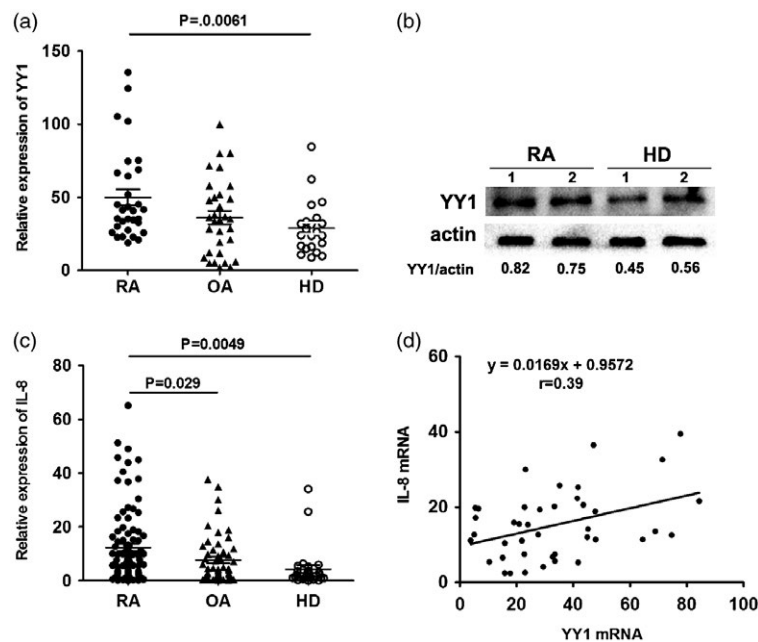 (a)
P=.0.0061
Relative expression of YY1
150
100
50
0
RA OA HD
(b)
RA HD
1 2 1 2
YY1
actin
YY1/actin 0.82 0.75 0.45 0.56
(c)
P=0.0049
P=0.029
Relative expression of IL-8
80
60
40
20
0
RA OA HD
(d)
y = 0.0169x + 0.9572
r=0.39
IL-8 mRNA
60
40
20
0
0 20 40 60 80 100
YY1 mRNA